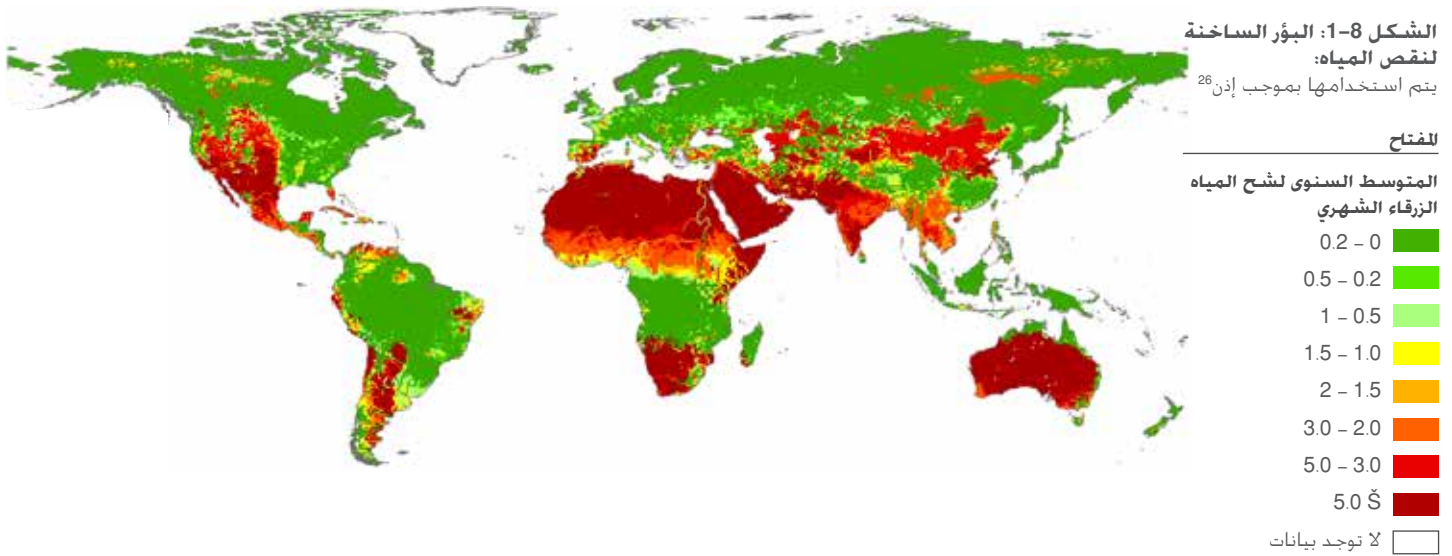 الشكل 8–1: البؤر الساخنة
لنقص المياه:
يتم استخدامها بموجب إذن26
المفتاح
المتوسط السنوي لشح المياه
الزرقاء الشهري
0.2 – 0
0.5 – 0.2
1 – 0.5
1.5 – 1.0
2 – 1.5
3.0 – 2.0
5.0 – 3.0
5.0 Š
لا توجد بيانات